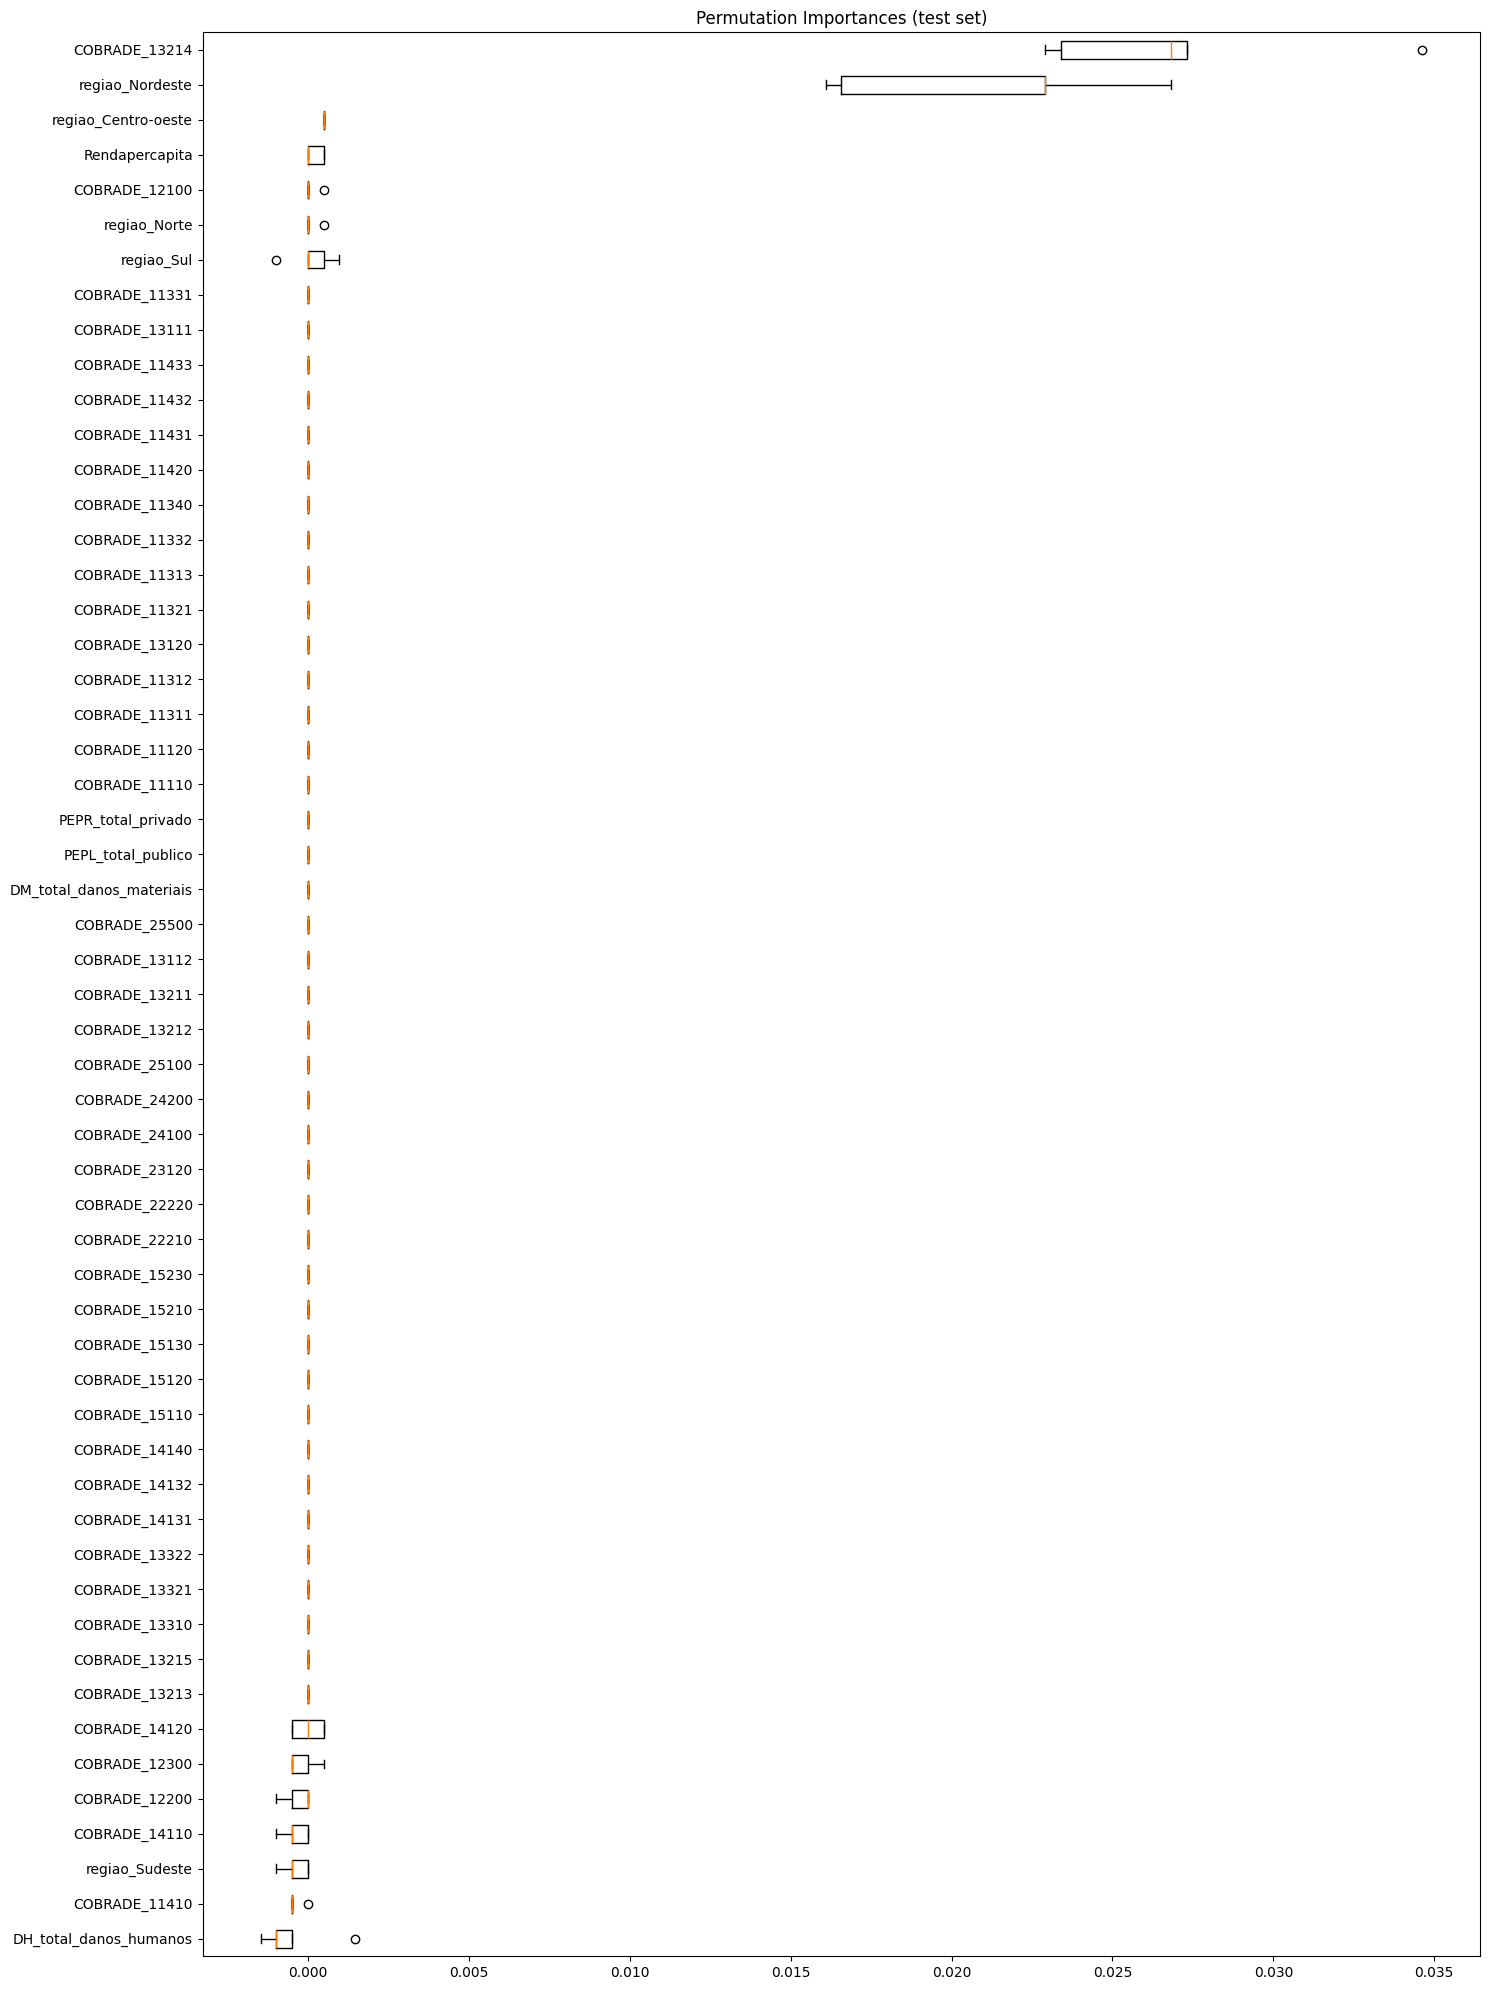 Permutation Importances (test set)
COBRADE_13214
regiao_Nordeste
regiao_Centro-oeste
Rendapercapita
COBRADE_12100
regiao_Norte
regiao_Sul
COBRADE_11331
COBRADE_13111
COBRADE_11433
COBRADE_11432
COBRADE_11431
COBRADE_11420
COBRADE_11340
COBRADE_11332
COBRADE_11313
COBRADE_11321
COBRADE_13120
COBRADE_11312
COBRADE_11311
COBRADE_11120
COBRADE_11110
PEPR_total_privado
PEPL_total_publico
DM_total_danos_materiais
COBRADE_25500
COBRADE_13112
COBRADE_13211
COBRADE_13212
COBRADE_25100
COBRADE_24200
COBRADE_24100
COBRADE_23120
COBRADE_22220
COBRADE_22210
COBRADE_15230
COBRADE_15210
COBRADE_15130
COBRADE_15120
COBRADE_15110
COBRADE_14140
COBRADE_14132
COBRADE_14131
COBRADE_13322
COBRADE_13321
COBRADE_13310
COBRADE_13215
COBRADE_13213
COBRADE_14120
COBRADE_12300
COBRADE_12200
COBRADE_14110
regiao_Sudeste
COBRADE_11410
DH_total_danos_humanos
0.000 0.005 0.010 0.015 0.020 0.025 0.030 0.035